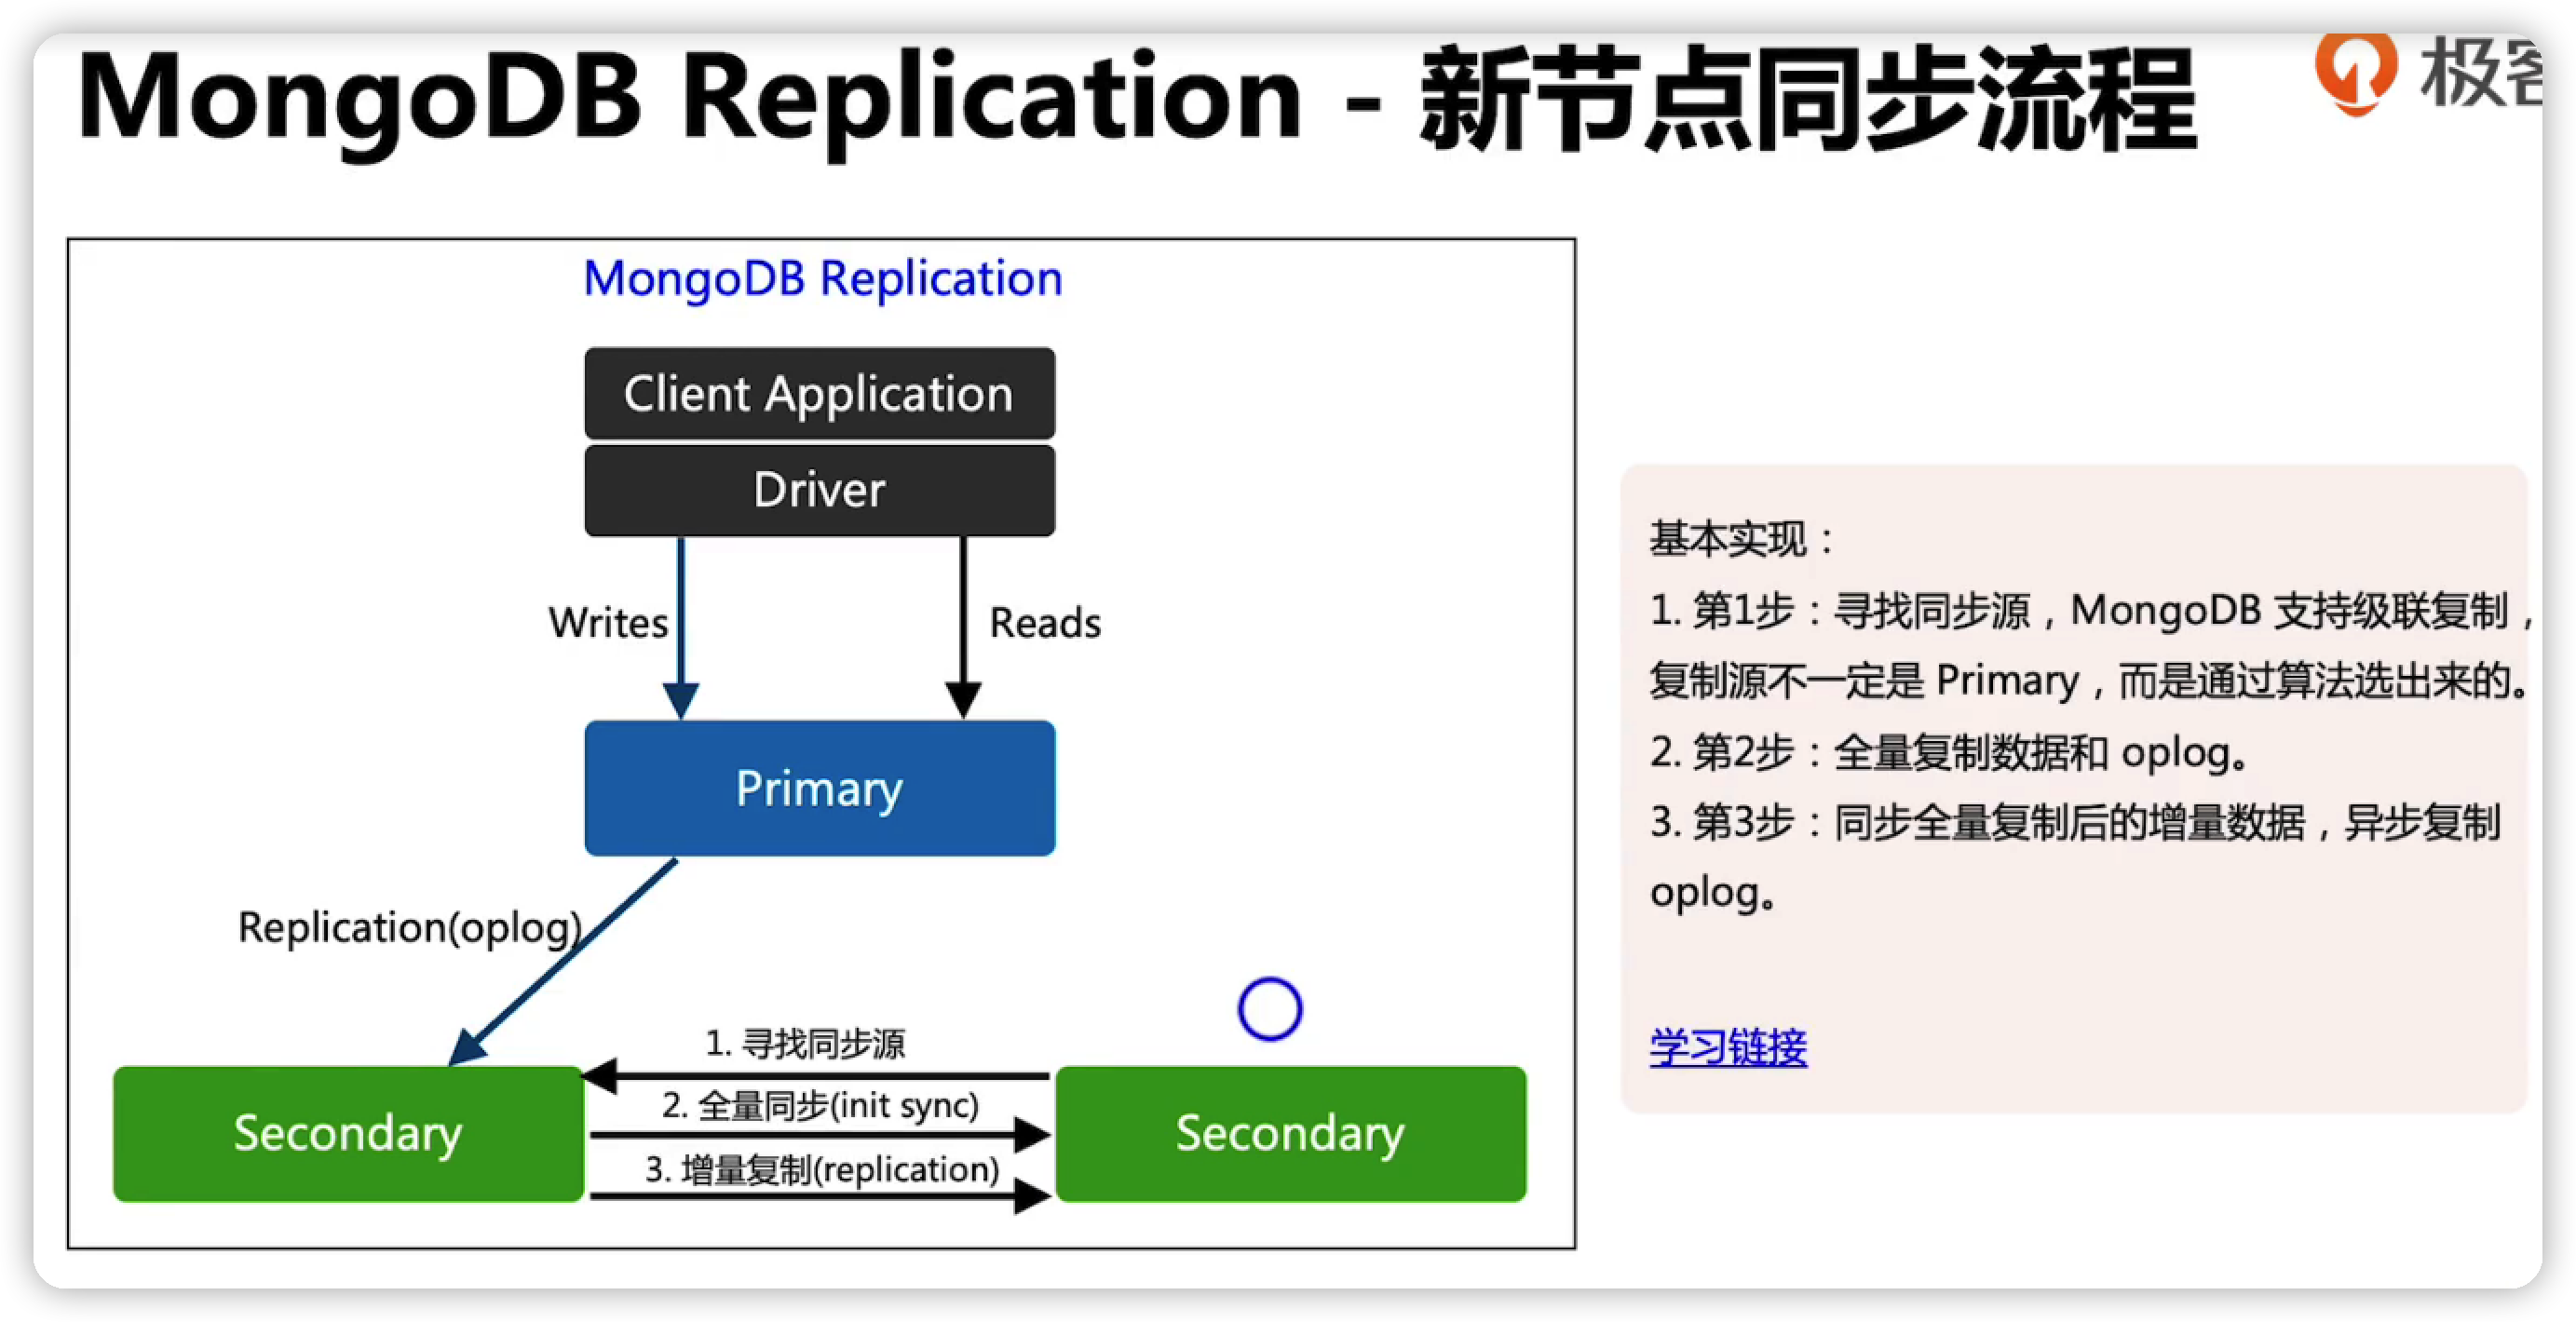 MongoDB Replication - 新节点同步流程
极客
MongoDB Replication
Client Application
Driver
Writes
Reads
Primary
Replication(oplog)
1. 寻找同步源
2. 全量同步(init sync)
3. 增量复制(replication)
Secondary
Secondary
基本实现：
1. 第1步：寻找同步源，MongoDB 支持级联复制，
复制源不一定是 Primary，而是通过算法选出来的。
2. 第2步：全量复制数据和 oplog。
3. 第3步：同步全量复制后的增量数据，异步复制
oplog。
学习链接